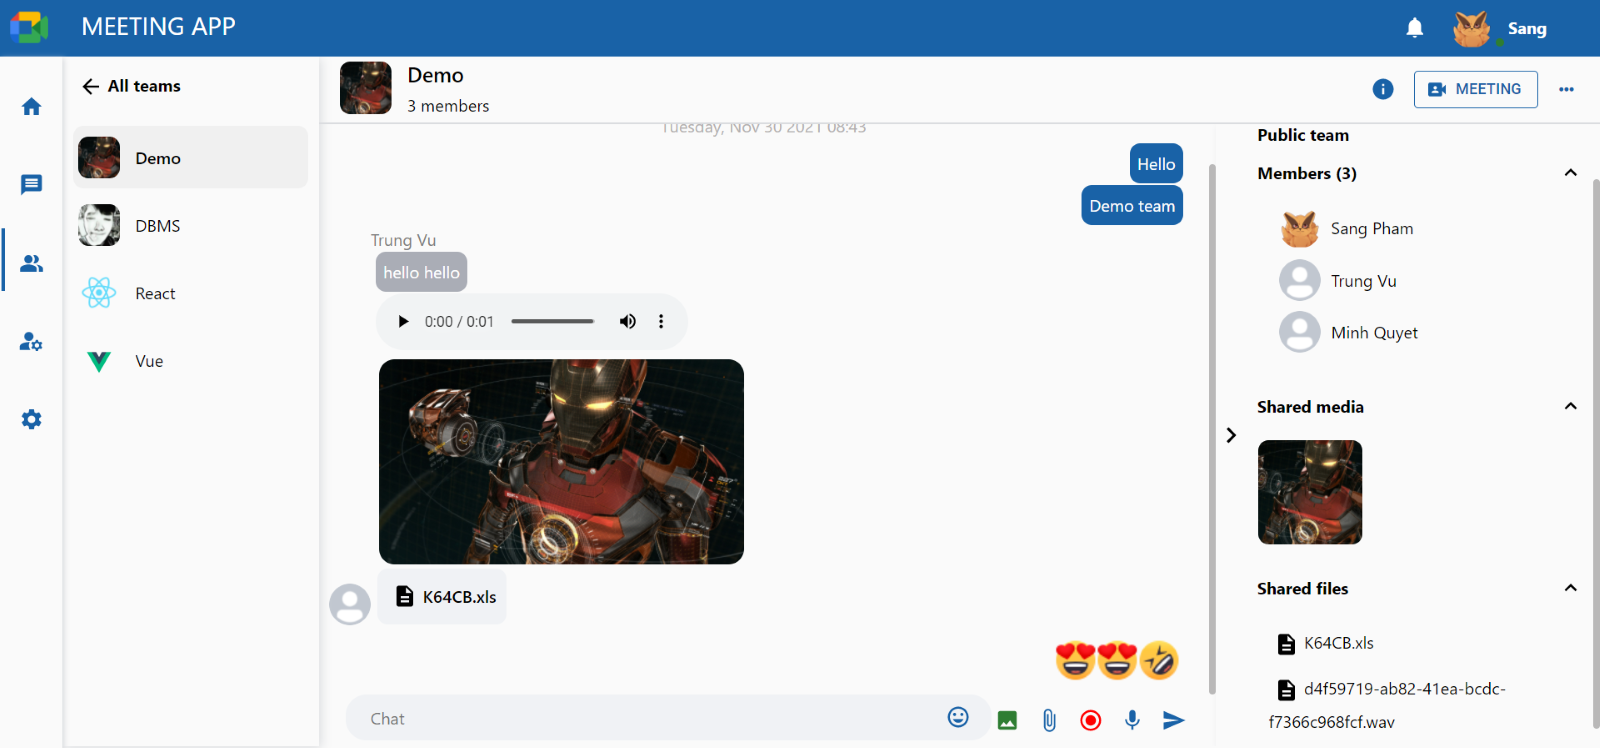 MEETING APP
Sang
All teams
Demo
DBMS
React
Vue
Demo
3 members
MEETING
Tuesday, Nov 30 2021 08:43
Hello
Demo team
Trung Vu
hello hello
0:00 / 0:01
K64CB.xls
Chat
Public team
Members (3)
Sang Pham
Trung Vu
Minh Quyet
Shared media
Shared files
K64CB.xls
d4f59719-ab82-41ea-bcdc-
f7366c968fcf.wav